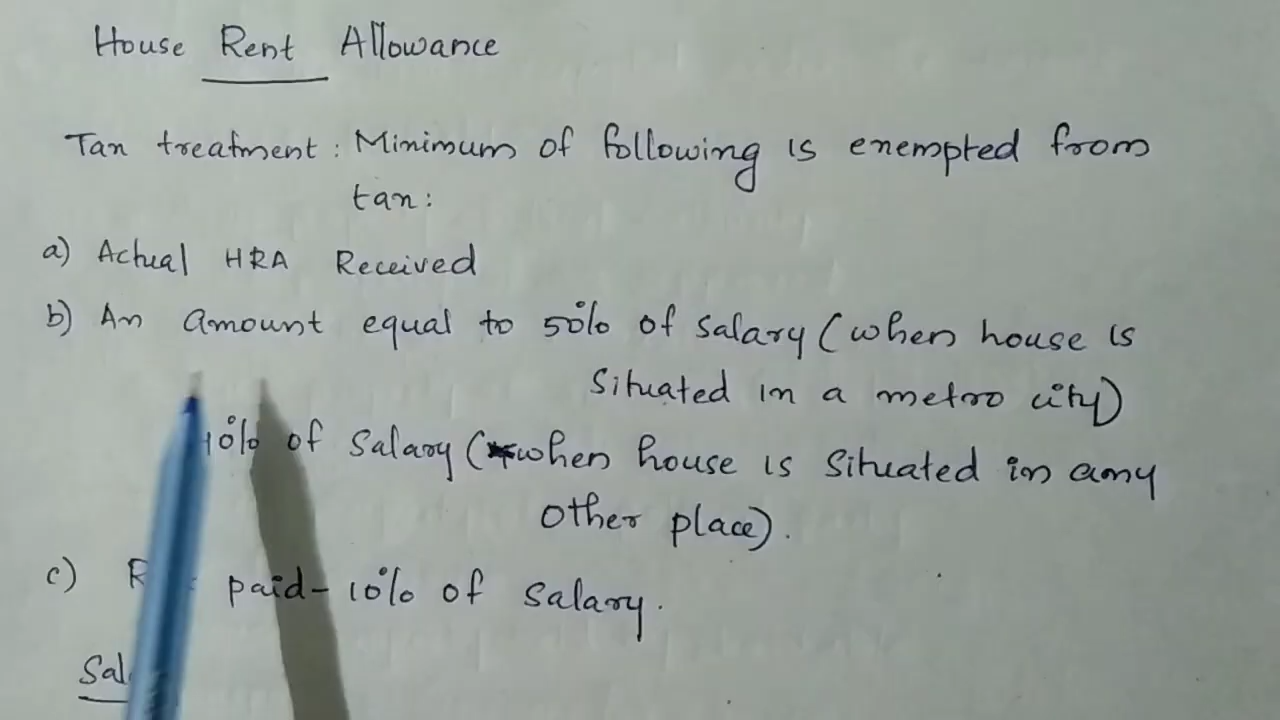 House Rent Allowance
Tax treatment: Minimum of following is exempted from
tax:
a) Actual HRA Received
b) An amount equal to 50% of salary (when house is
Situated in a metro city)
of Salary (when house is Situated in any
other place).
c) paid - 10% of salary.